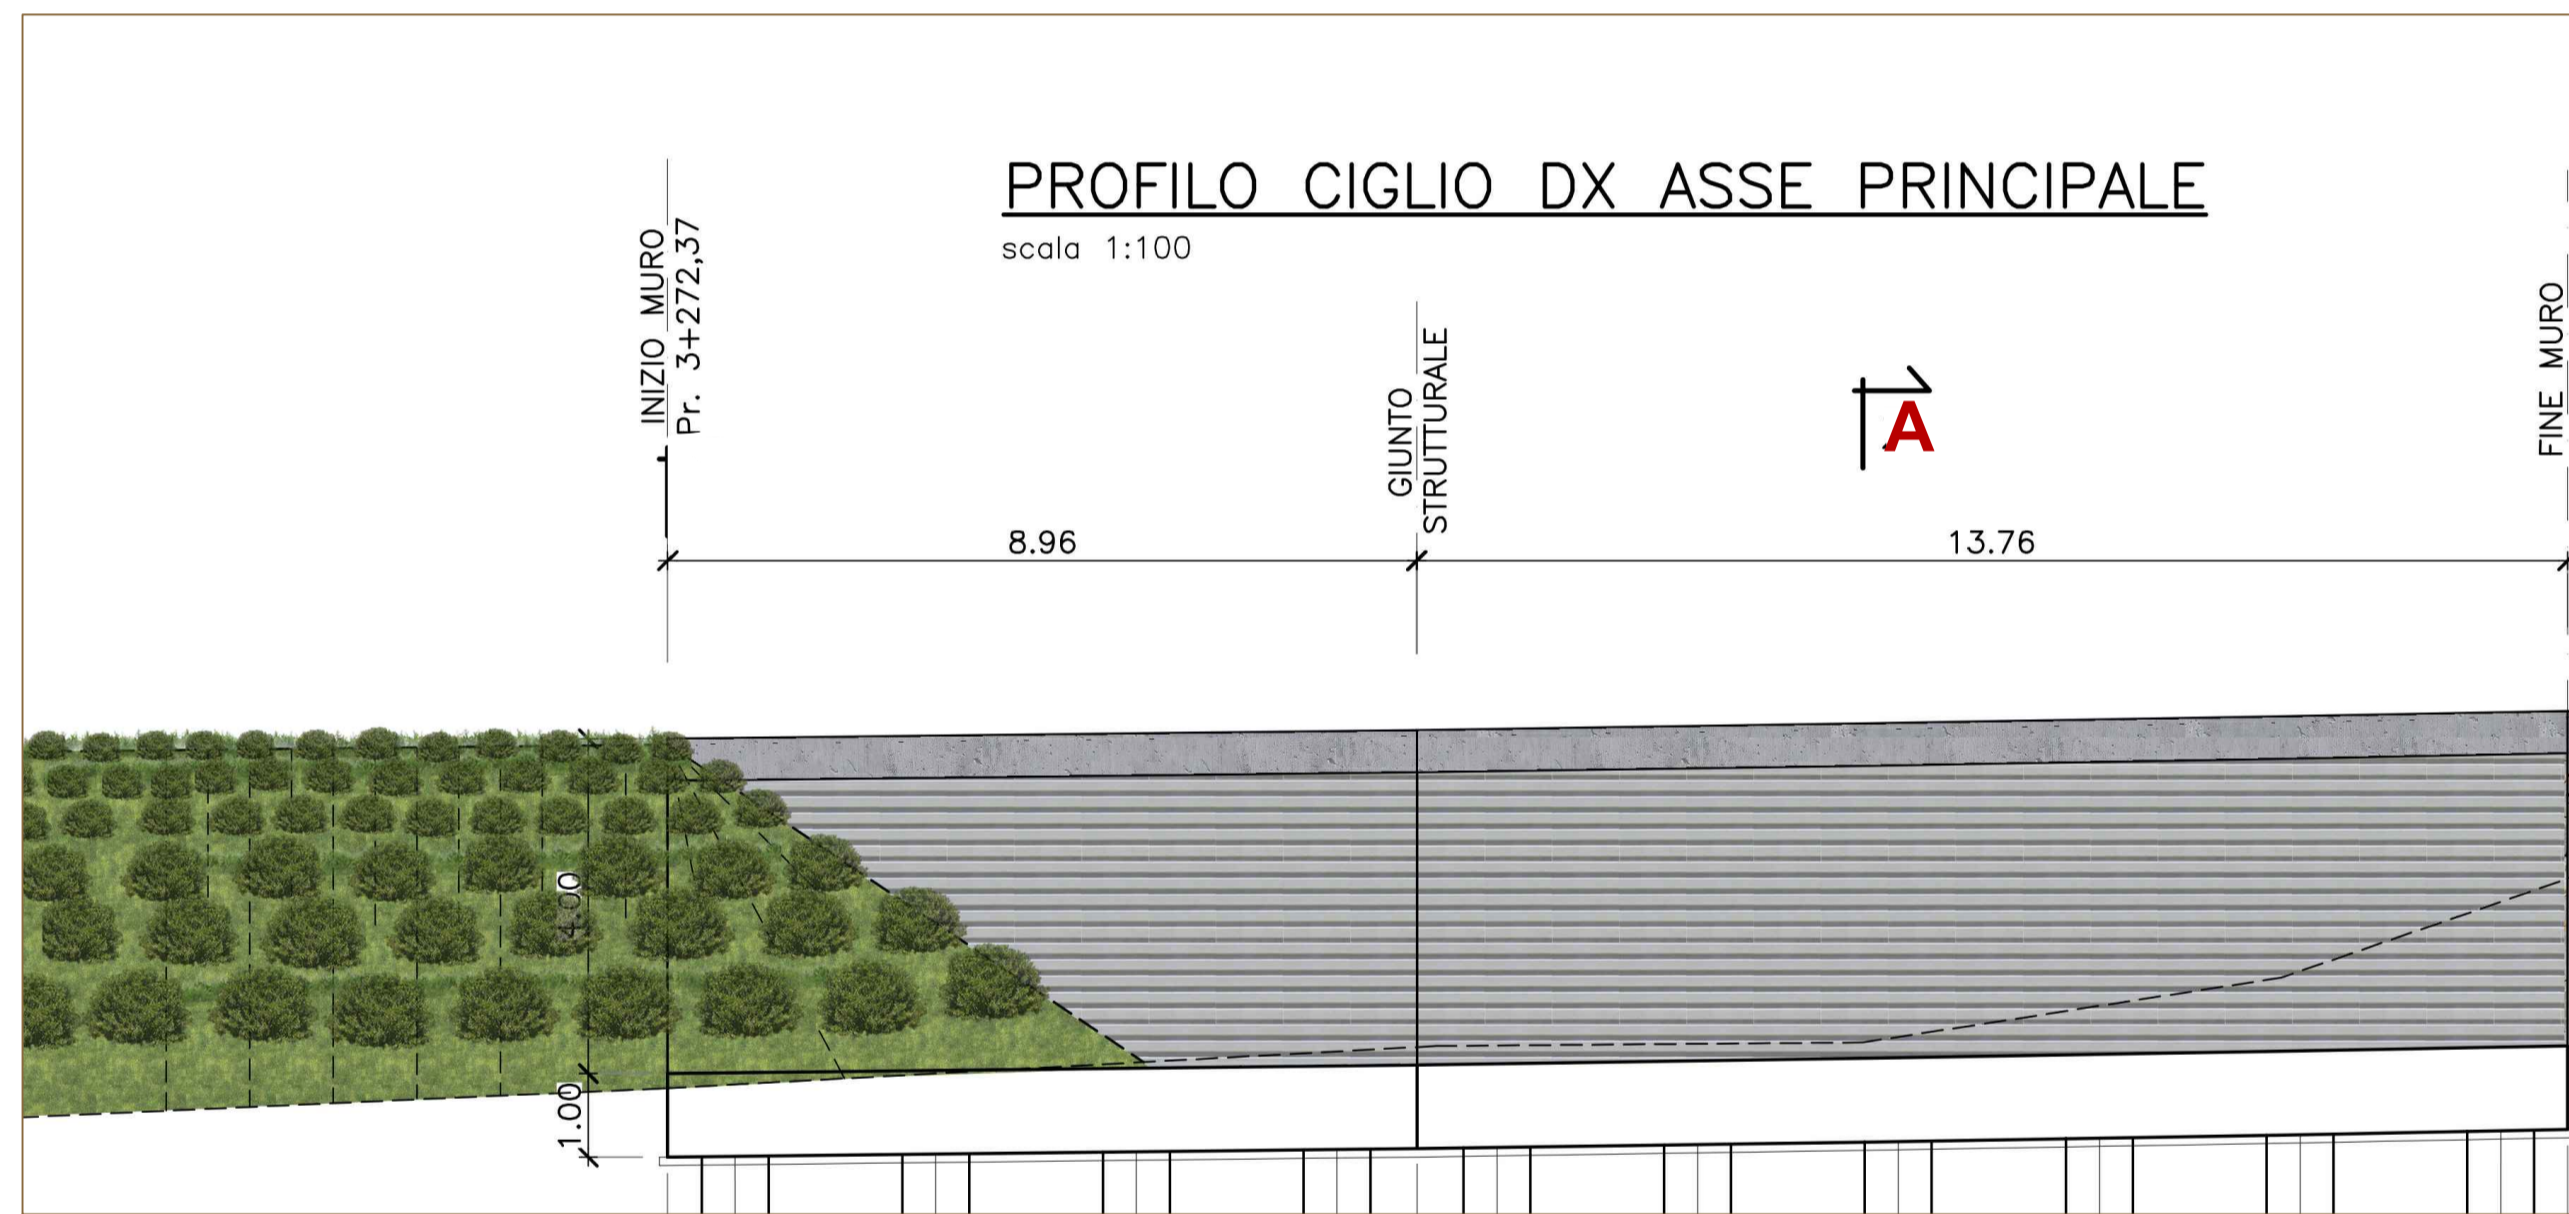 PROFILO CIGLIO DX ASSE PRINCIPALE
scala 1:100
INIZIO MURO
Pr. 3+272,37
GIUNTO
STRUTTURALE
A
FINE MURO
8.96
13.76
4.00
1.00